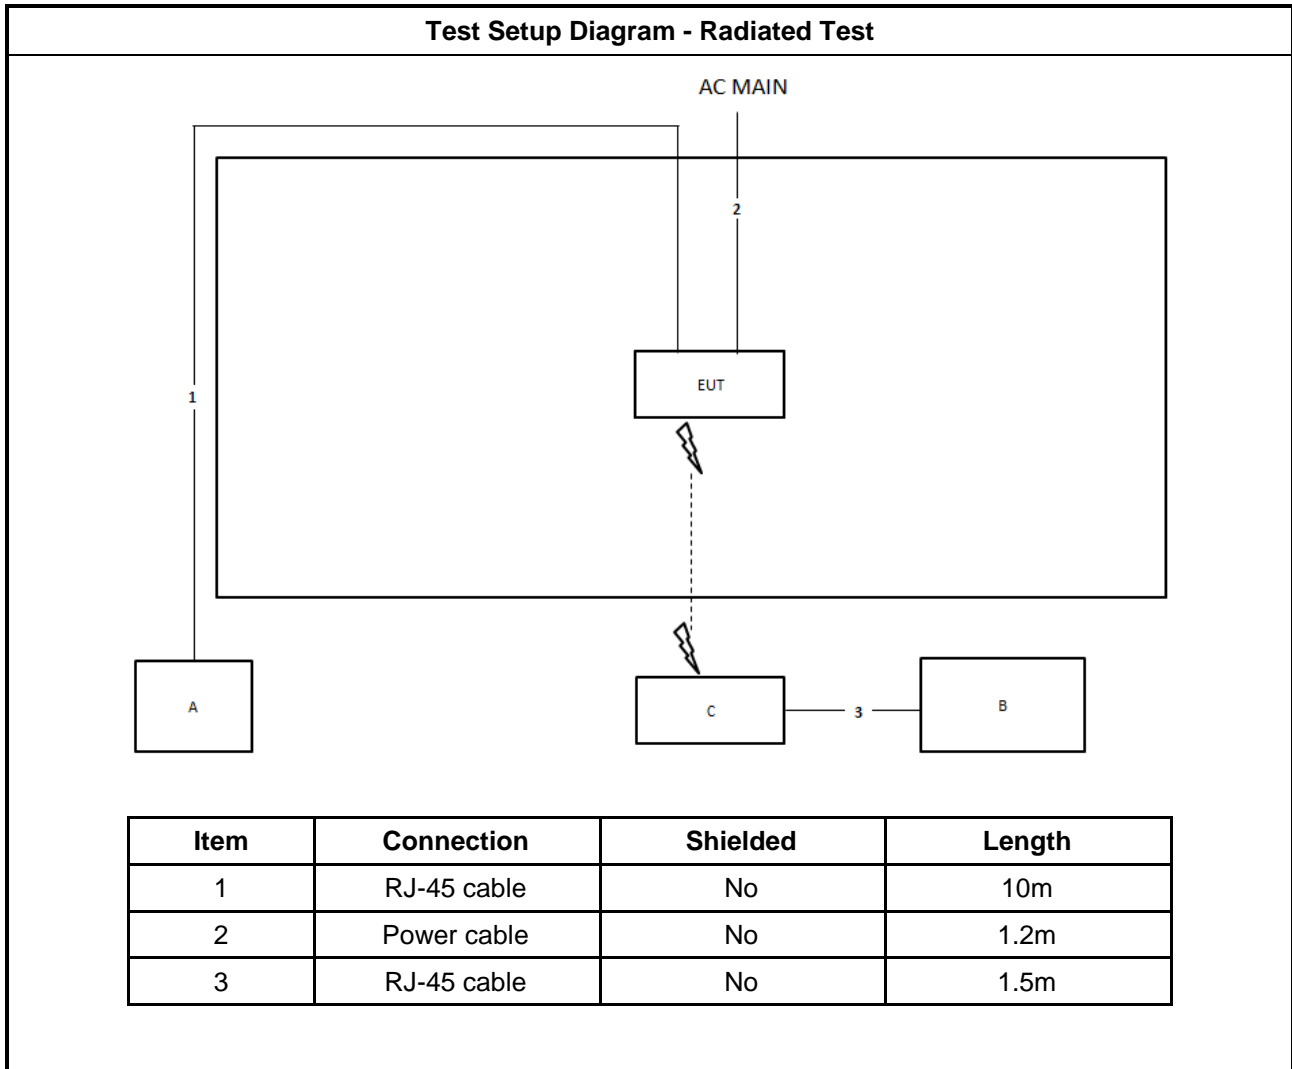 Test Setup Diagram - Radiated Test
AC MAIN
2
EUT
1
A
C
3
B
Item Connection Shielded Length
1 RJ-45 cable No 10m
2 Power cable No 1.2m
3 RJ-45 cable No 1.5m